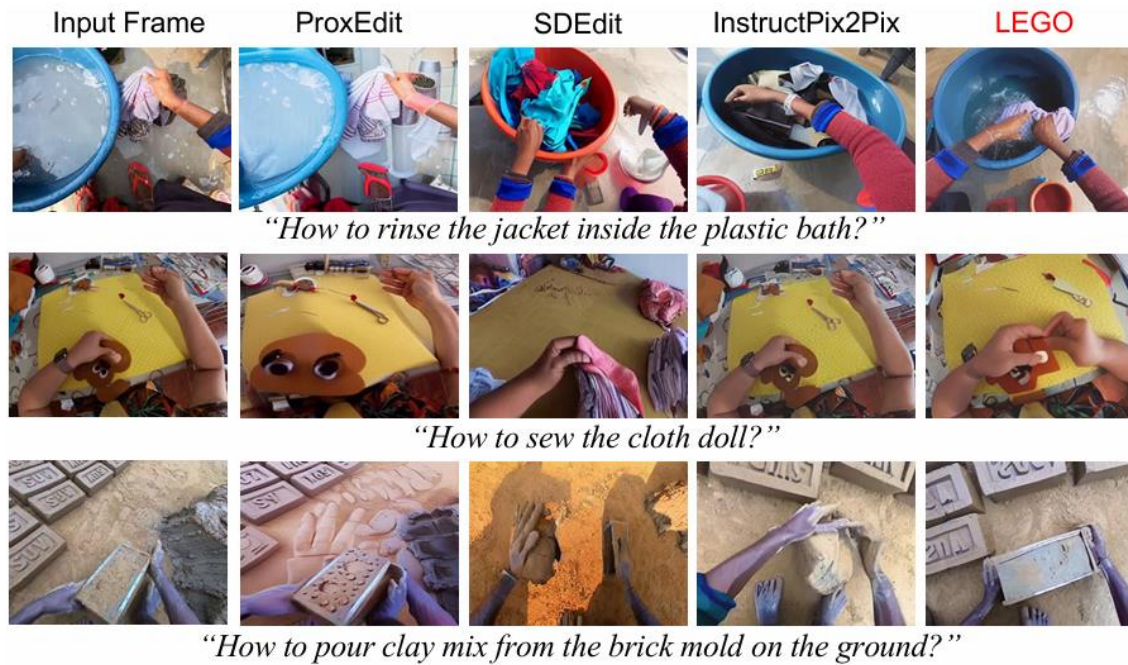 Input Frame ProxEdit SDEdit InstructPix2Pix LEGO
“How to rinse the jacket inside the plastic bath?”
“How to sew the cloth doll?”
“How to pour clay mix from the brick mold on the ground?”